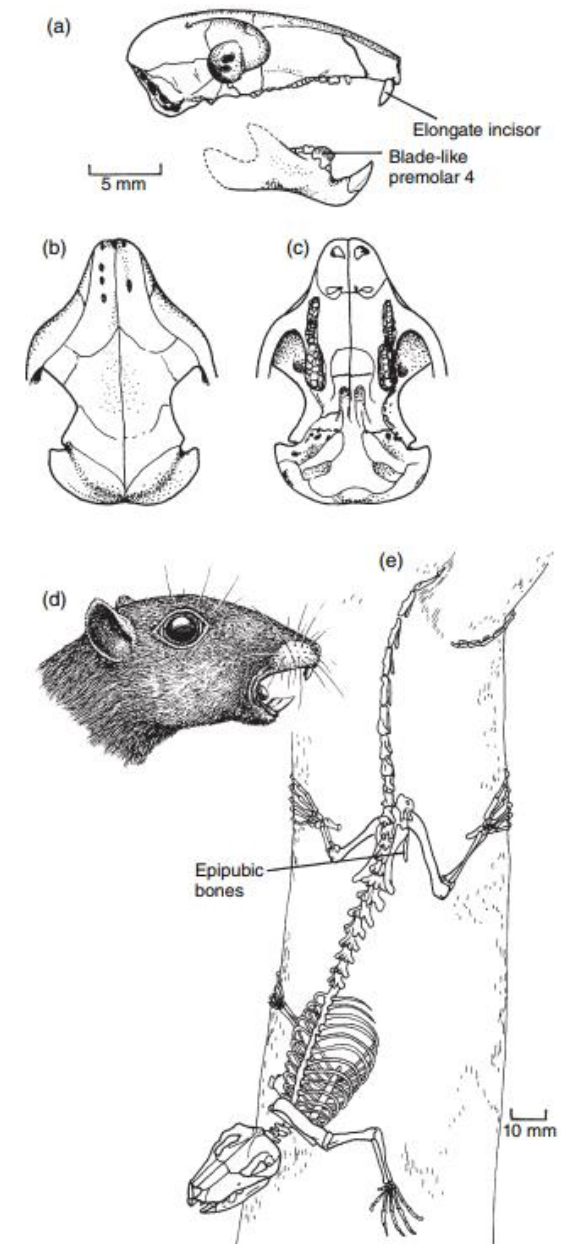 (a)
Elongate incisor
Blade-like
premolar 4
5 mm
(b)
(c)
(d)
(e)
Epipubic
bones
10 mm